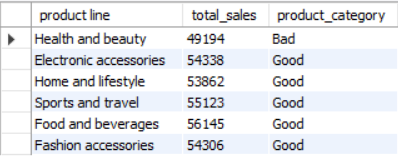 product line total_sales product_category
Health and beauty 49194 Bad
Electronic accessories 54338 Good
Home and lifestyle 53862 Good
Sports and travel 55123 Good
Food and beverages 56145 Good
Fashion accessories 54306 Good